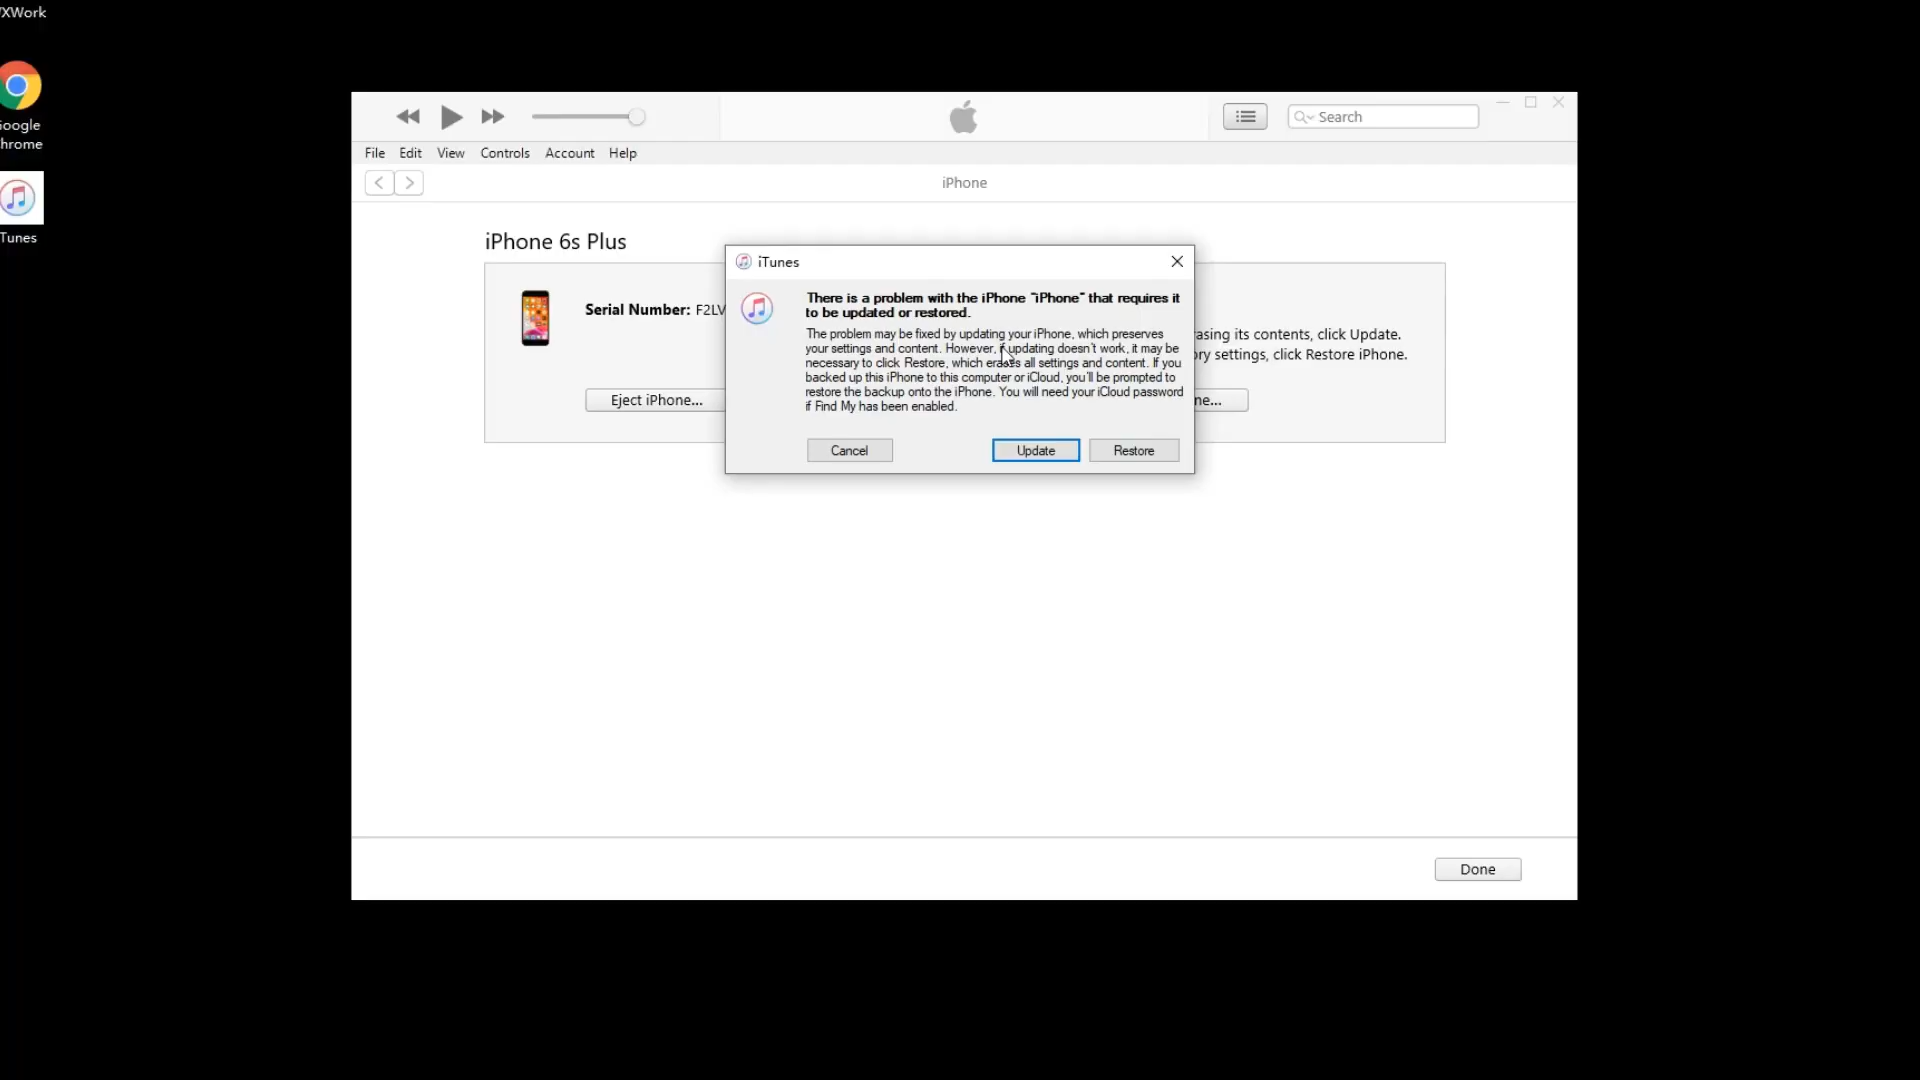 XWork
Google
hrome
Tunes
Search
File Edit View Controls Account Help
iPhone
iPhone 6s Plus
Serial Number: F2LV
asing its contents, click Update.
ory settings, click Restore iPhone.
Eject iPhone...
ne...
iTunes
There is a problem with the iPhone "iPhone" that requires it
to be updated or restored.
The problem may be fixed by updating your iPhone, which preserves
your settings and content. However, if updating doesn't work, it may be
necessary to click Restore, which erases all settings and content. If you
backed up this iPhone to this computer or iCloud, you'll be prompted to
restore the backup onto the iPhone. You will need your iCloud password
if Find My has been enabled.
Cancel Update Restore
Done